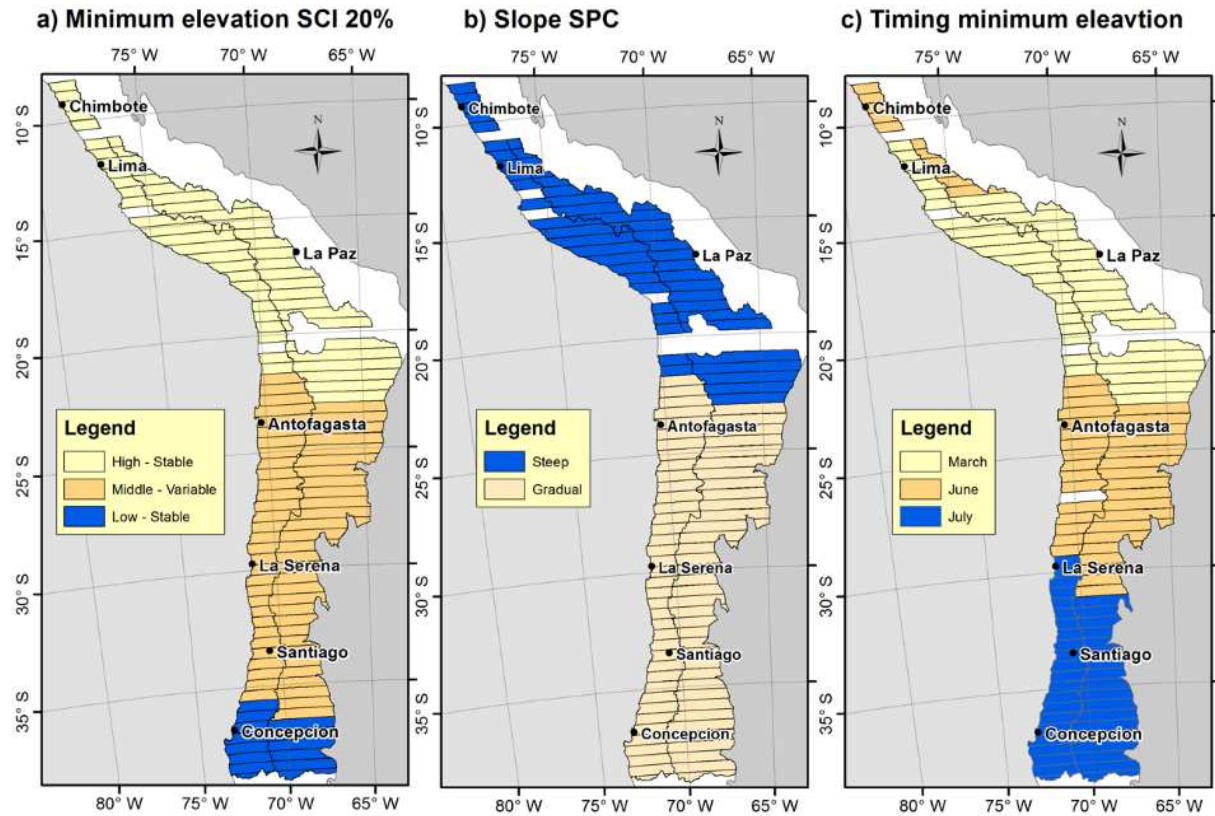 a) Minimum elevation SCI 20%
75° W
70° W
65° W
10° S
15° S
20° S
25° S
30° S
35° S
80° W
75° W
70° W
65° W
N
Chimbote
Lima
La Paz
Antofagasta
La Serena
Santiago
Concepcion
Legend
High - Stable
Middle - Variable
Low - Stable
b) Slope SPC
75° W
70° W
65° W
10° S
15° S
20° S
25° S
30° S
35° S
80° W
75° W
70° W
65° W
N
Chimbote
Lima
La Paz
Antofagasta
La Serena
Santiago
Concepcion
Legend
Steep
Gradual
c) Timing minimum eleavtion
75° W
70° W
65° W
10° S
15° S
20° S
25° S
30° S
35° S
80° W
75° W
70° W
65° W
N
Chimbote
Lima
La Paz
Antofagasta
La Serena
Santiago
Concepcion
Legend
March
June
July